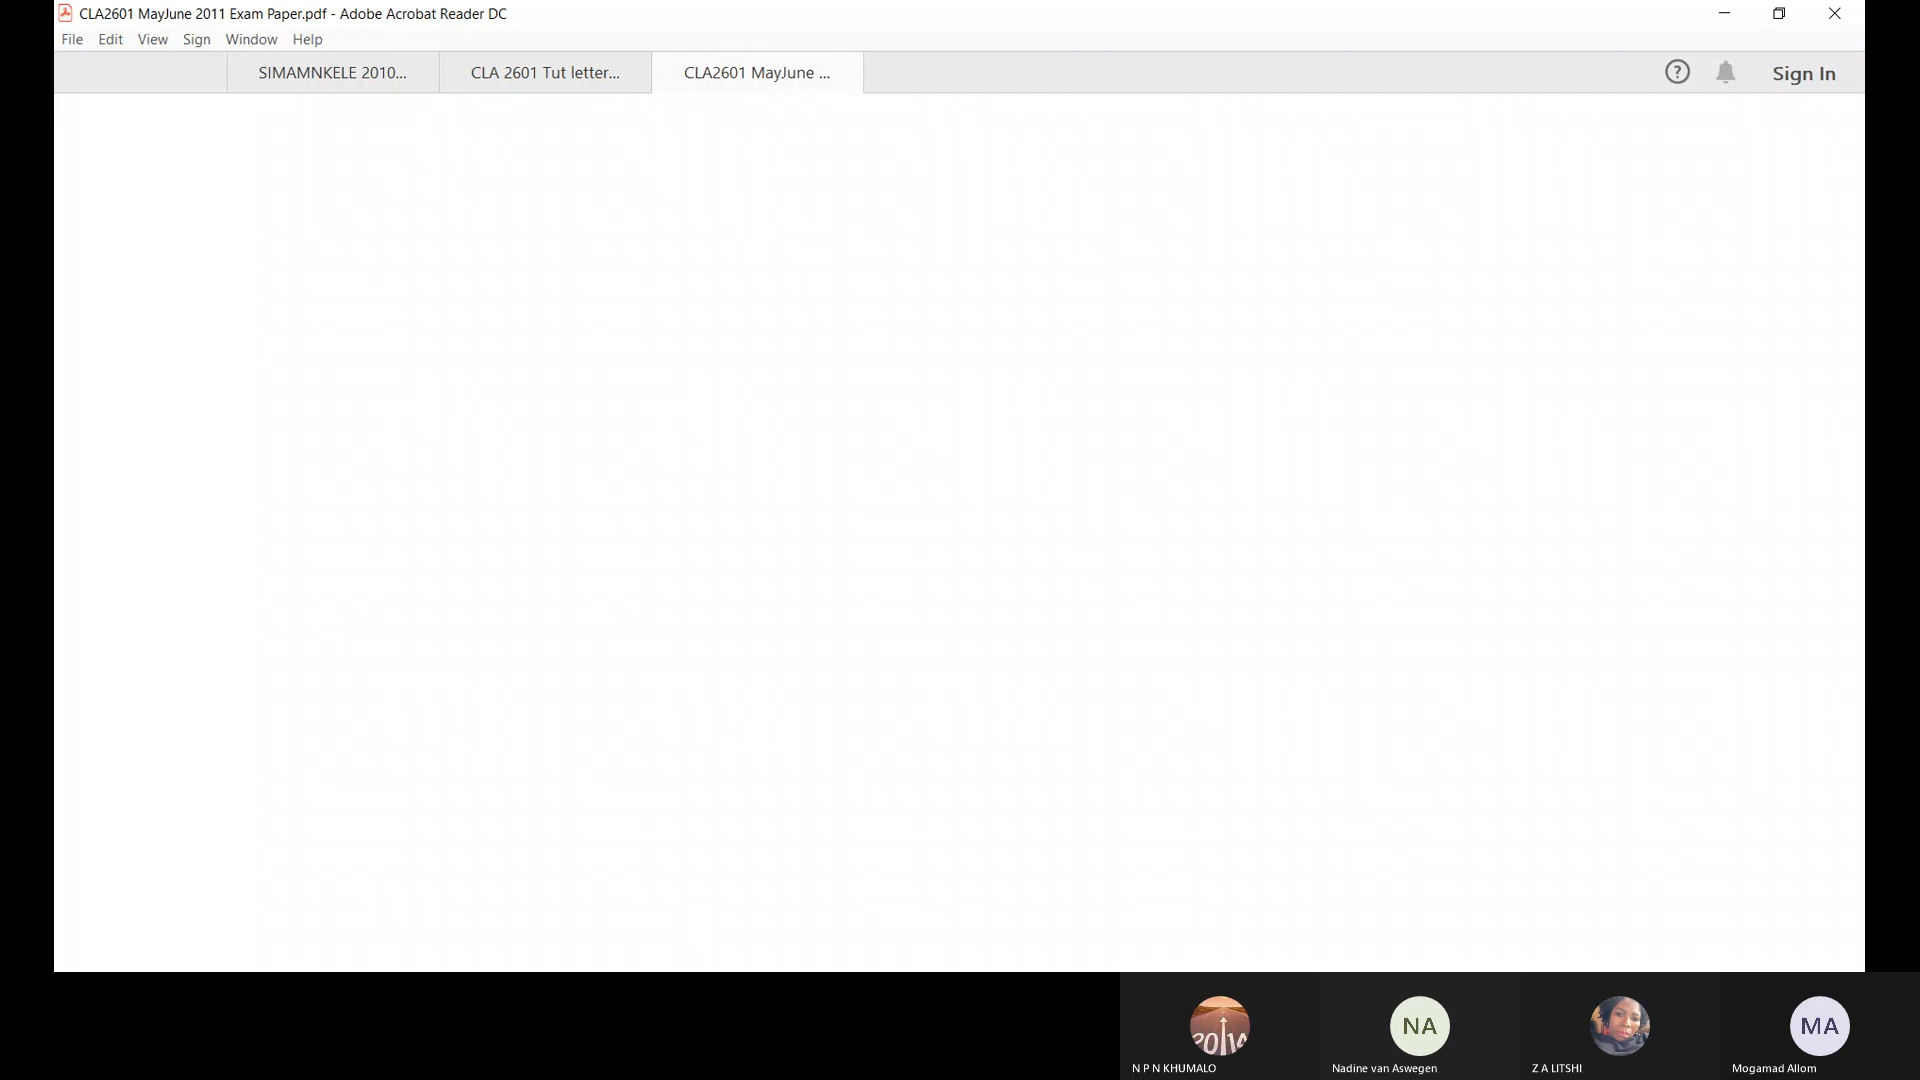 CLA2601 MayJune 2011 Exam Paper.pdf - Adobe Acrobat Reader DC
File Edit View Sign Window Help
SIMAMNKELE 2010... CLA 2601 Tut letter... CLA2601 MayJune ... ? Sign In
2014
NA
MA
N P N KHUMALO Nadine van Aswegen Z A LITSHI Mogamad Allom